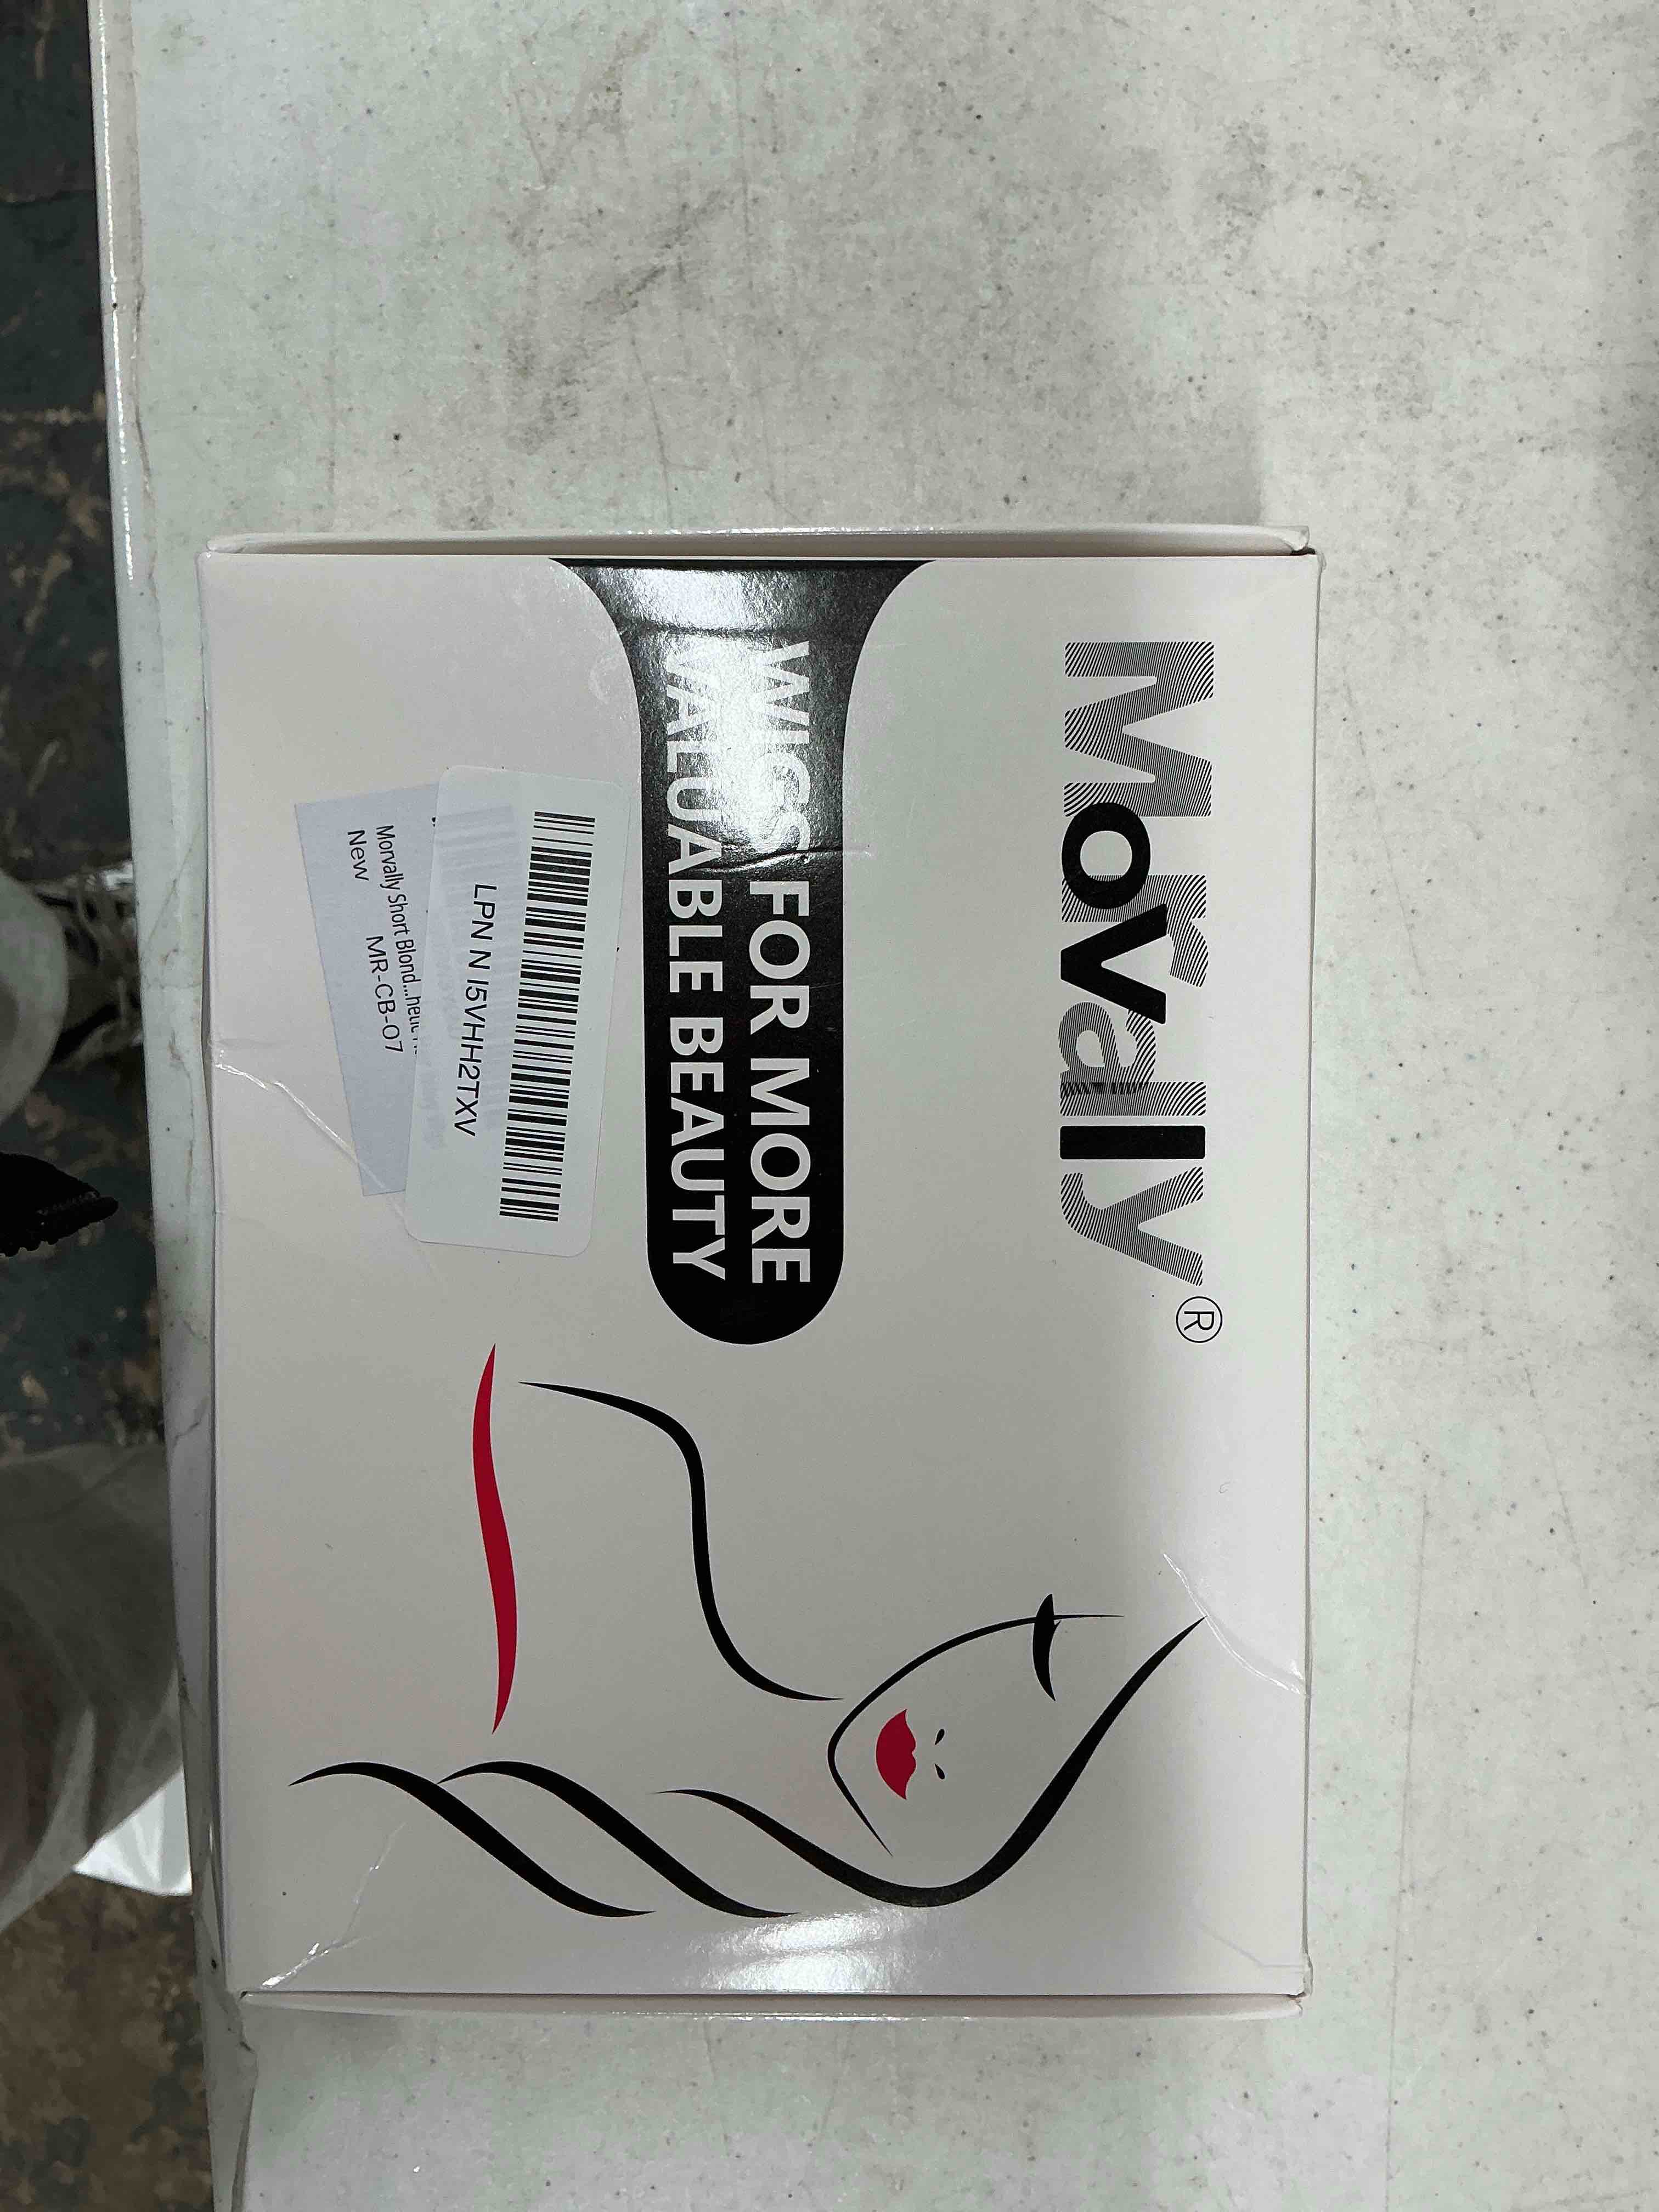 Morvally®
WIGS FOR MORE
VALUABLE BEAUTY
LPN N I5VHH2TXV
Morvally Short Blond...
New MR-CB-07